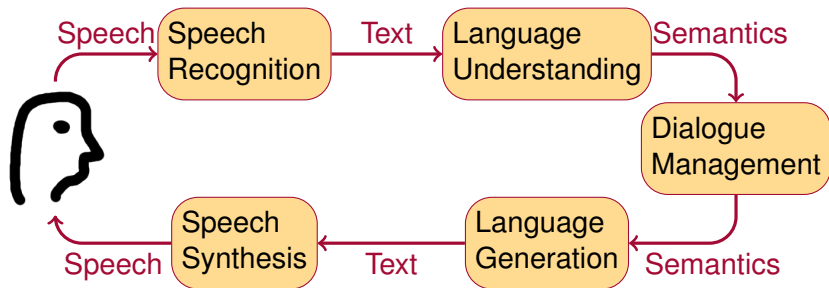 Speech
Speech
Recognition
Text
Language
Understanding
Semantics
Dialogue
Management
Speech
Synthesis
Speech
Text
Language
Generation
Semantics